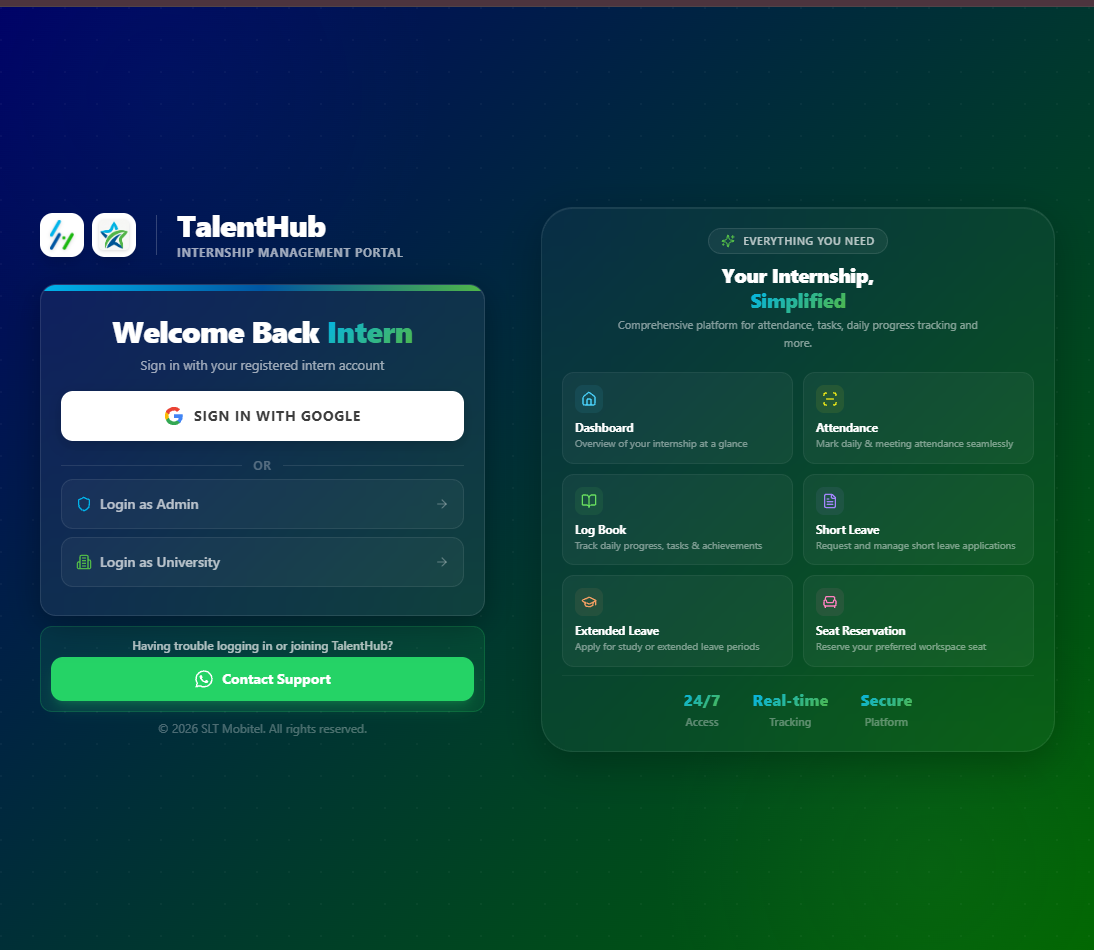 TalentHub
INTERNSHIP MANAGEMENT PORTAL
Welcome Back Intern
Sign in with your registered intern account
SIGN IN WITH GOOGLE
OR
Login as Admin
Login as University
Having trouble logging in or joining TalentHub?
Contact Support
© 2026 SLT Mobitel. All rights reserved.
EVERYTHING YOU NEED
Your Internship,
Simplified
Comprehensive platform for attendance, tasks, daily progress tracking and
more.
Dashboard
Overview of your internship at a glance
Attendance
Mark daily & meeting attendance seamlessly
Log Book
Track daily progress, tasks & achievements
Short Leave
Request and manage short leave applications
Extended Leave
Apply for study or extended leave periods
Seat Reservation
Reserve your preferred workspace seat
24/7
Access
Real-time
Tracking
Secure
Platform